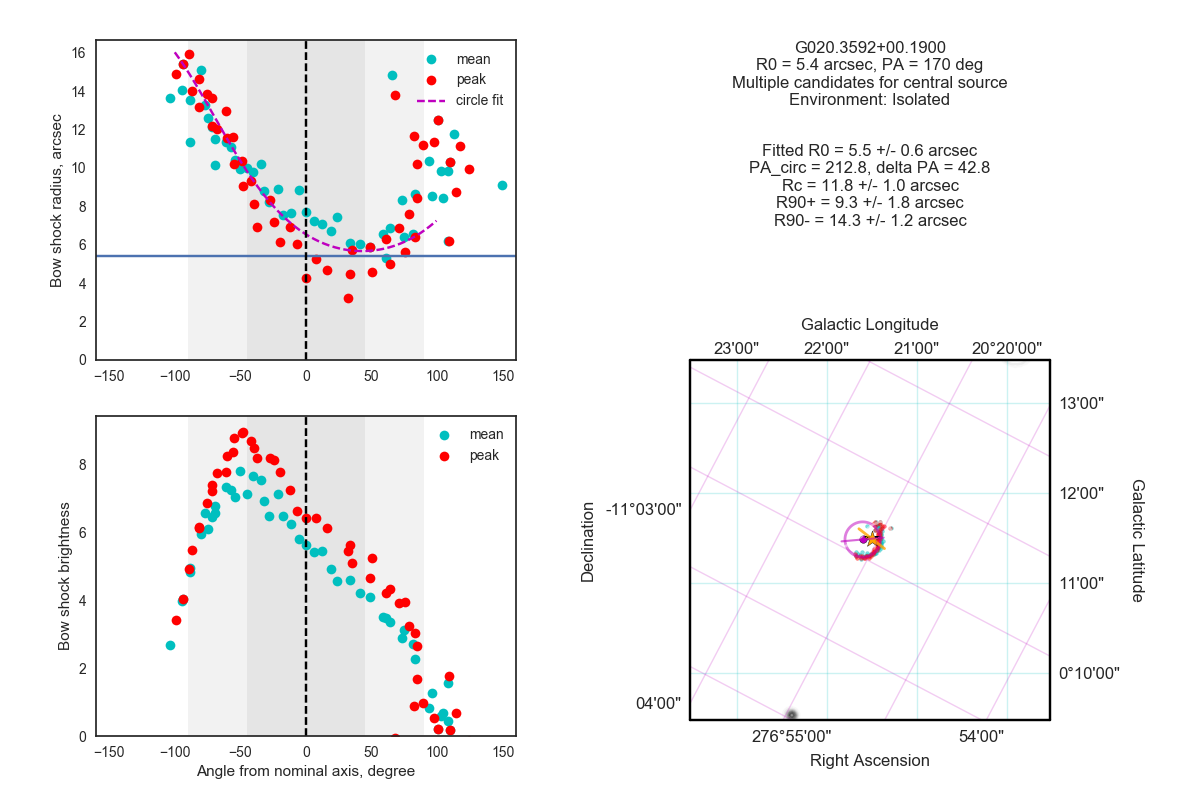 16
14
12
10
8
6
4
2
0
Bow shock radius, arcsec
mean
peak
circle fit
−150
−100
−50
0
50
100
150
8
6
4
2
0
Bow shock brightness
mean
peak
−150
−100
−50
0
50
100
150
Angle from nominal axis, degree
G020.3592+00.1900
R0 = 5.4 arcsec, PA = 170 deg
Multiple candidates for central source
Environment: Isolated
Fitted R0 = 5.5 +/- 0.6 arcsec
PA_circ = 212.8, delta PA = 42.8
Rc = 11.8 +/- 1.0 arcsec
R90+ = 9.3 +/- 1.8 arcsec
R90- = 14.3 +/- 1.2 arcsec
Galactic Longitude
23'00"
22'00"
21'00"
20°20'00"
13'00"
12'00"
11'00"
0°10'00"
Galactic Latitude
-11°03'00"
04'00"
Declination
276°55'00"
54'00"
Right Ascension